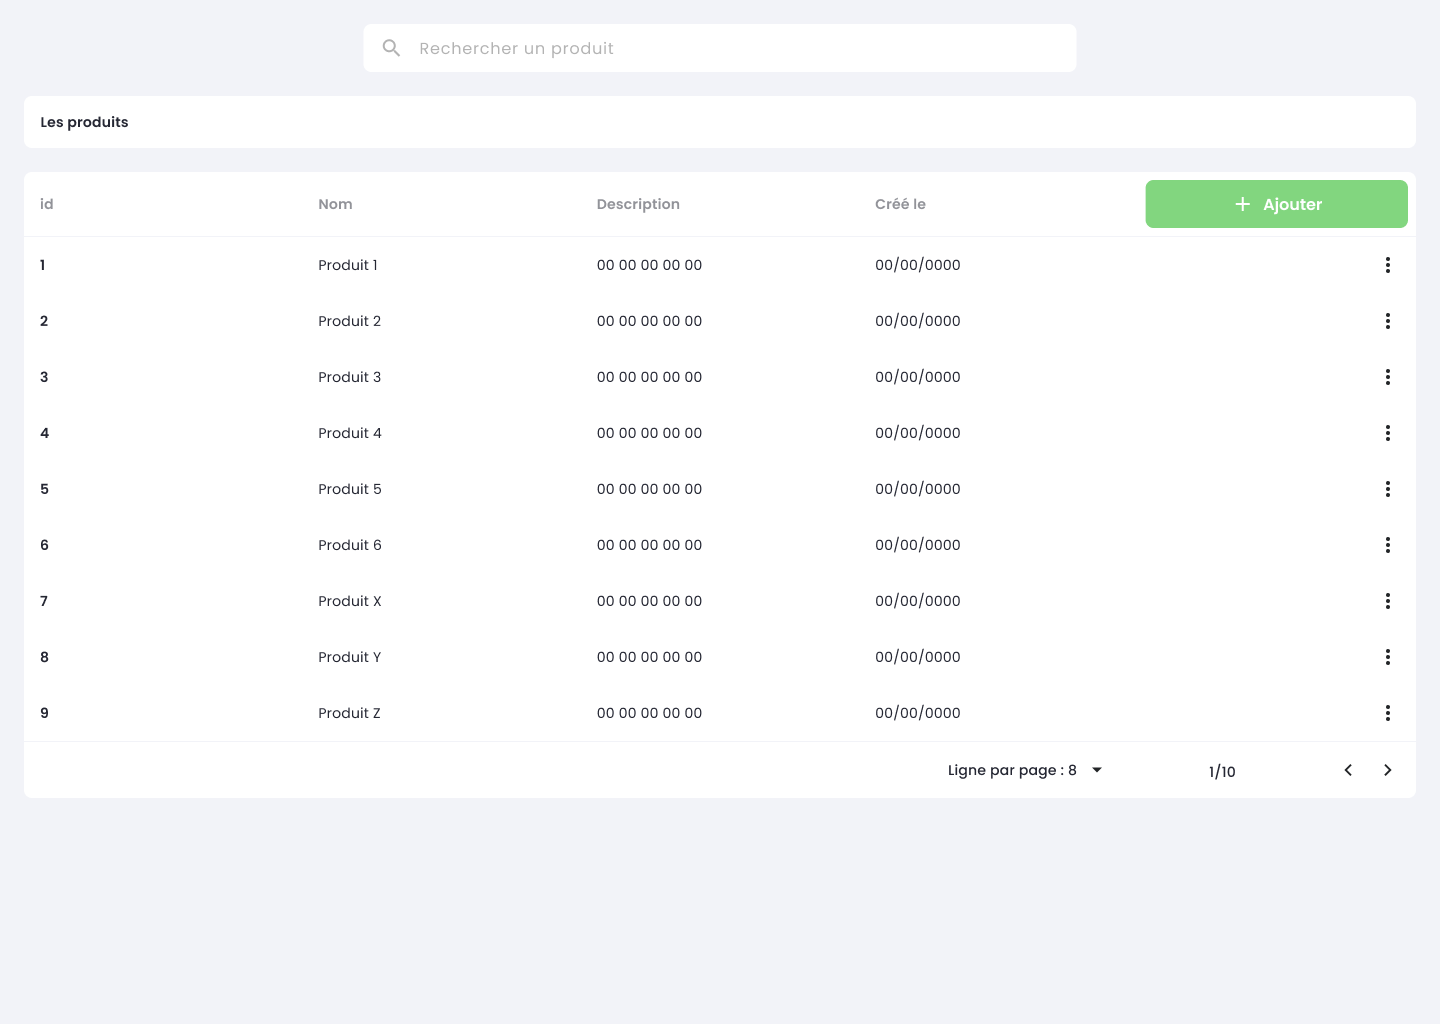 Rechercher un produit
Les produits
id Nom Description Créé le Ajouter
1 Produit 1 00 00 00 00 00 00/00/0000
2 Produit 2 00 00 00 00 00 00/00/0000
3 Produit 3 00 00 00 00 00 00/00/0000
4 Produit 4 00 00 00 00 00 00/00/0000
5 Produit 5 00 00 00 00 00 00/00/0000
6 Produit 6 00 00 00 00 00 00/00/0000
7 Produit X 00 00 00 00 00 00/00/0000
8 Produit Y 00 00 00 00 00 00/00/0000
9 Produit Z 00 00 00 00 00 00/00/0000
Ligne par page : 8 1/10